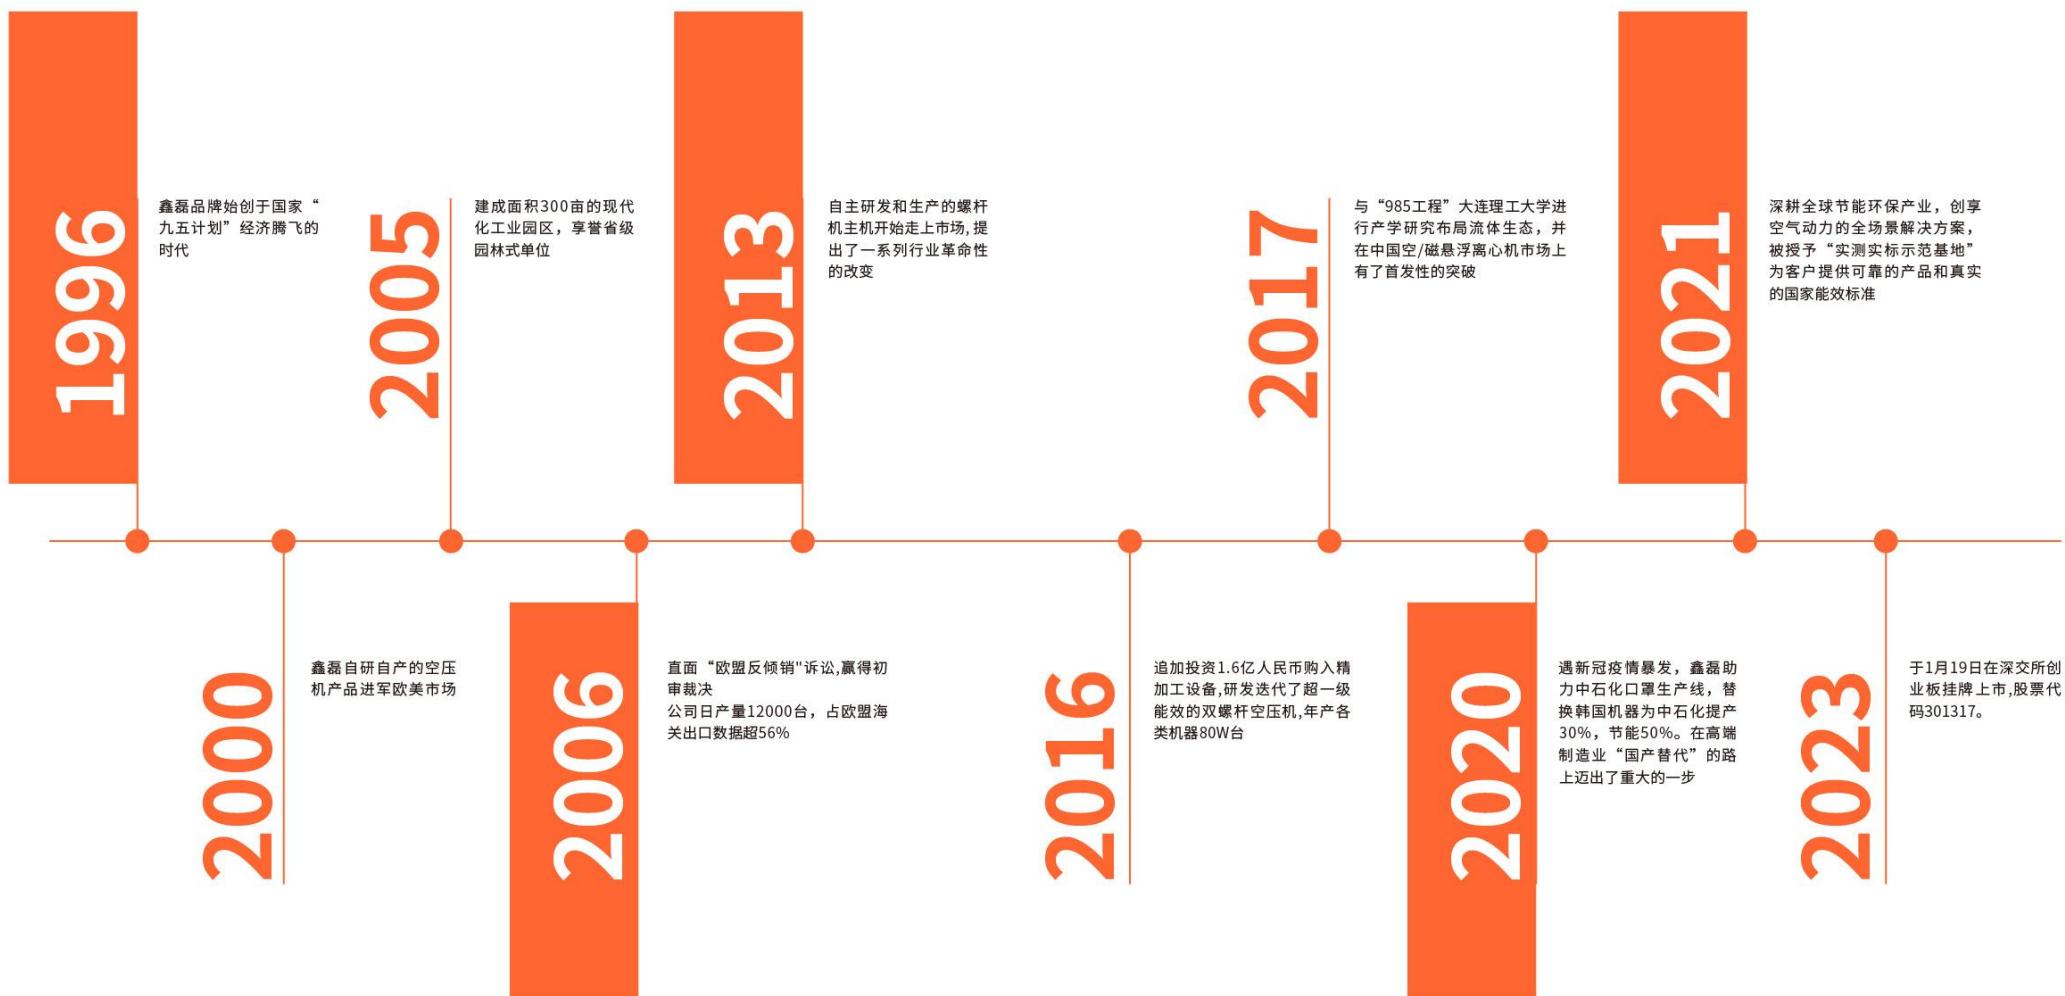 1996
鑫磊品牌始创于国家“
九五计划”经济腾飞的
时代
2000
鑫磊自研自产的空压
机产品进军欧美市场
2005
建成面积300亩的现代
化工业园区，享誉省级
园林式单位
2006
直面“欧盟反倾销"诉讼,赢得初
审裁决
公司日产量12000台，占欧盟海
关出口数据超56%
2013
自主研发和生产的螺杆
机主机开始走上市场,提
出了一系列行业革命性
的改变
2016
追加投资1.6亿人民币购入精
加工设备,研发迭代了超一级
能效的双螺杆空压机,年产各
类机器80W台
2017
与“985工程”大连理工大学进
行产学研究布局流体生态，并
在中国空/磁悬浮离心机市场上
有了首发性的突破
2020
遇新冠疫情暴发，鑫磊助
力中石化口罩生产线，替
换韩国机器为中石化提产
30%，节能50%。在高端
制造业“国产替代”的路
上迈出了重大的一步
2021
深耕全球节能环保产业，创享
空气动力的全场景解决方案，
被授予“实测实标示范基地”
为客户提供可靠的产品和真实
的国家能效标准
2023
于1月19日在深交所创
业板挂牌上市,股票代
码301317。